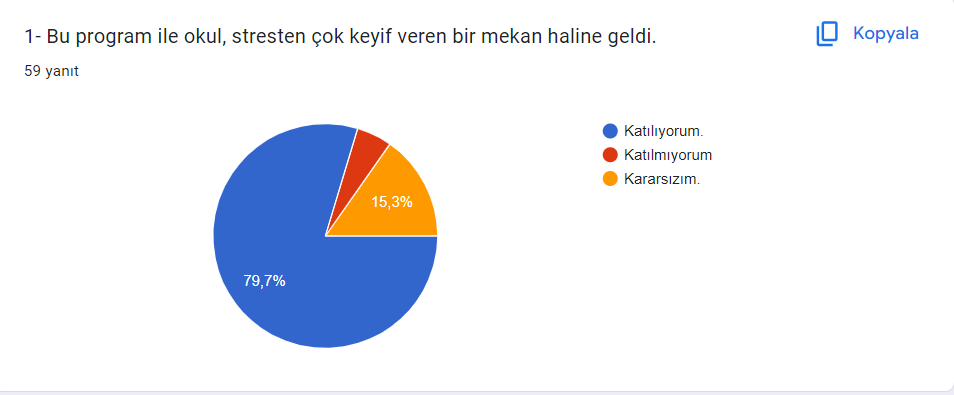 1- Bu program ile okul, stresten çok keyif veren bir mekan haline geldi.
Kopyala
59 yanıt
Katılıyorum.
Katılmıyorum
Kararsızım.
15,3%
79,7%